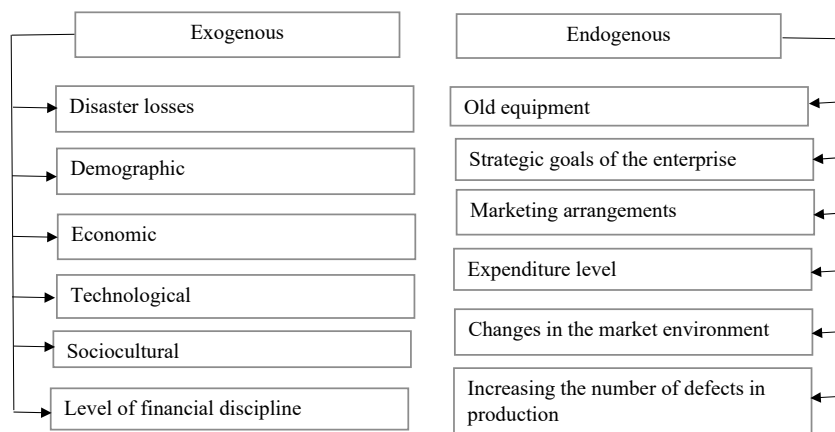 Exogenous
Disaster losses
Demographic
Economic
Technological
Sociocultural
Level of financial discipline
Endogenous
Old equipment
Strategic goals of the enterprise
Marketing arrangements
Expenditure level
Changes in the market environment
Increasing the number of defects in
production